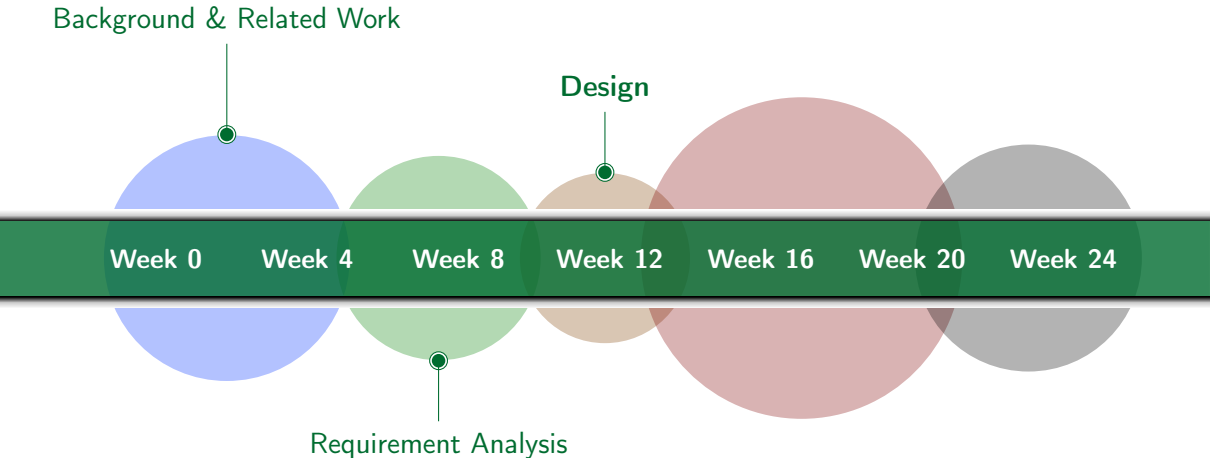 Background & Related Work
Design
Week 0 Week 4 Week 8 Week 12 Week 16 Week 20 Week 24
Requirement Analysis